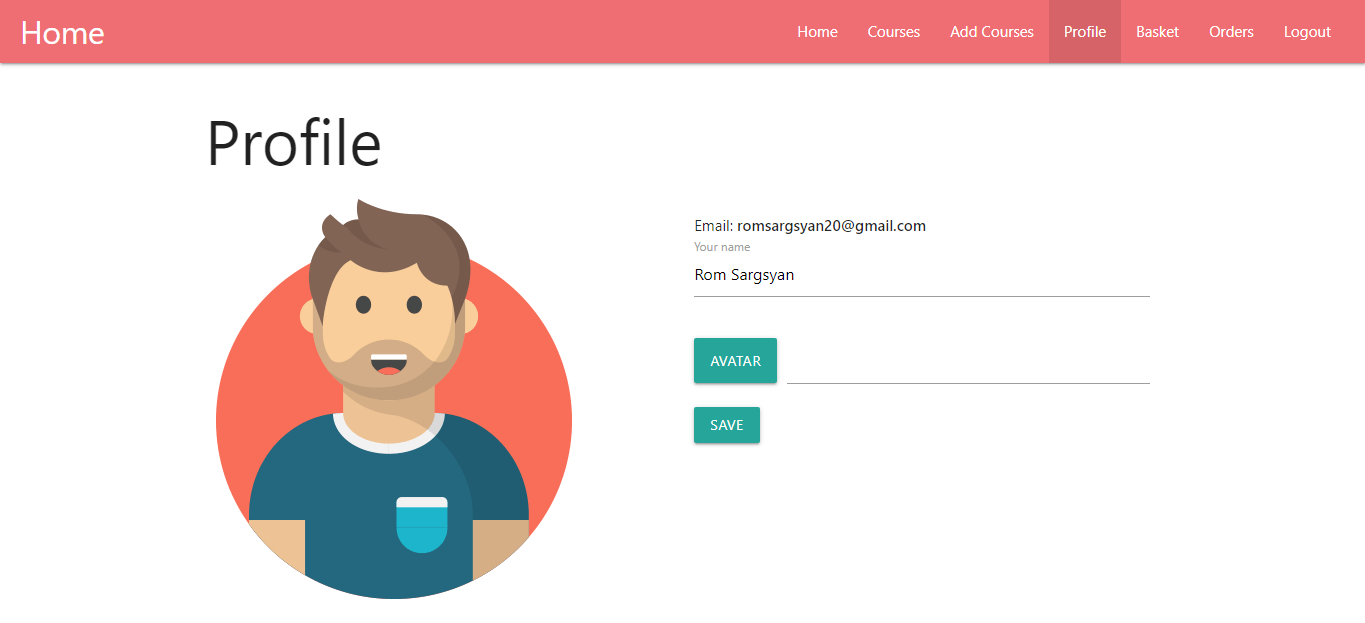 Home Home Courses Add Courses Profile Basket Orders Logout
Profile
Email: romsargsyan20@gmail.com
Your name
Rom Sargsyan
AVATAR
SAVE